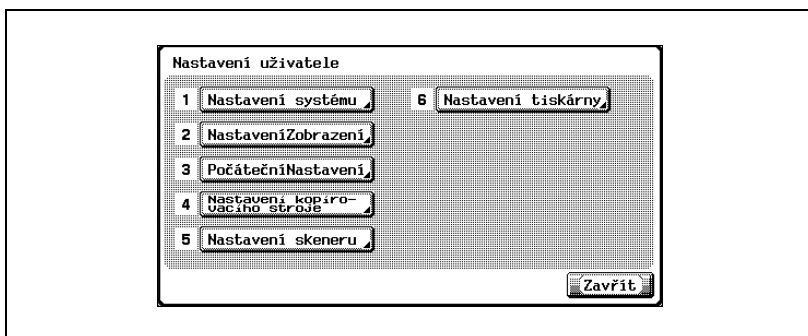 Nastavení uživatele
1 Nastavení systému
2 NastaveníZobrazení
3 PočátečníNastavení
4 Nastavení kopíro-
vacího stroje
5 Nastavení skeneru
6 Nastavení tiskárny
Zavřít